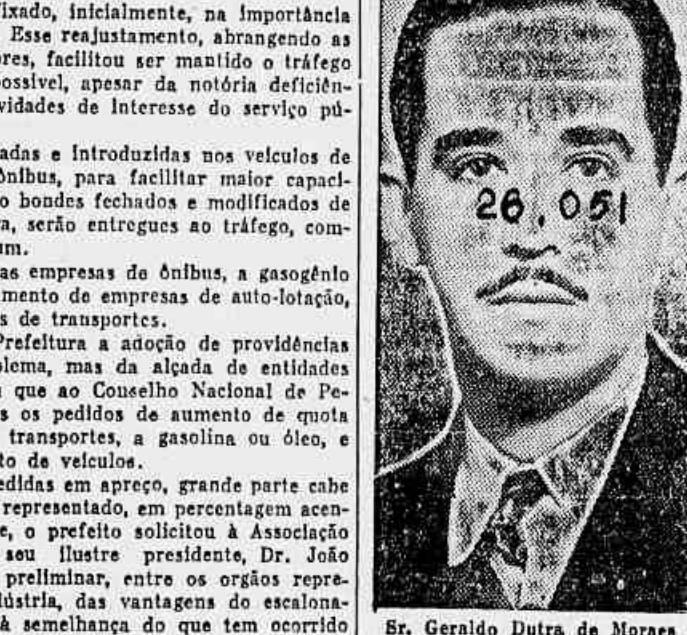 fixado, inicialmente, na importância
Esse reajustamento, abrangendo as
res, facilitou ser mantido o tráfego
possivel, apesar da notória deficiên-
vidades de interesse do serviço pú-
adas e introduzidas nos veiculos de
ônibus, para facilitar maior capaci-
o bondes fechados e modificados de
a, serão entregues ao tráfego, com-
um.
as empresas de ônibus, a gasogênio
mento de empresas de auto-lotação,
s de transportes.
Prefeitura a adoção de providências
blema, mas da alçada de entidades
que ao Conselho Nacional de Pe-
s os pedidos de aumento de quota
transportes, a gasolina ou óleo, e
to de veiculos.
edidas em apreço, grande parte cabe
representado, em percentagem acen-
e, o prefeito solicitou à Associação
seu ilustre presidente, Dr. João
preliminar, entre os orgãos repre-
dústria, das vantagens do escalona-
à semelhança do que tem ocorrido
26,051
Sr. Geraldo Dutra de Moraes